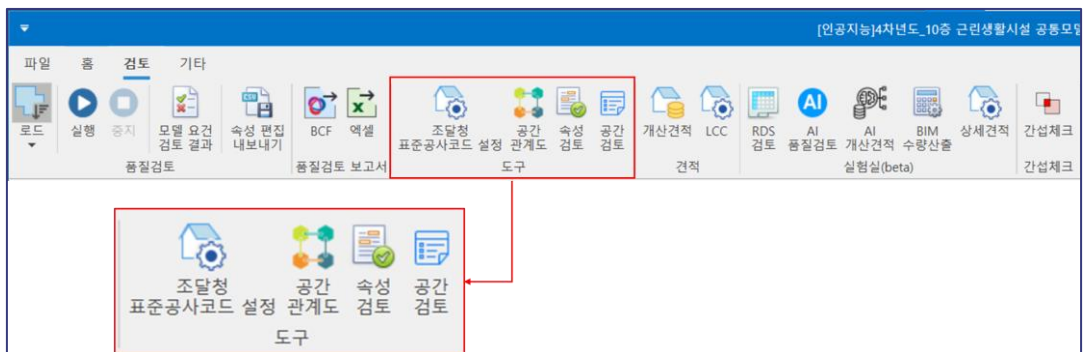 [인공지능]4차년도_10층 근린생활시설 공통모델
파일 홈 검토 기타
로드 실행 중지 모델 요건 검토 결과 속성 편집 내보내기 BCF 엑셀 조달청 표준공사코드 설정 공간 관계도 속성 검토 공간 검토 개산견적 LCC RDS 검토 AI 품질검토 AI 개산견적 BIM 수량산출 상세견적 간섭체크
품질검토 품질검토 보고서 도구 견적 실험실(beta) 간섭체크
조달청 공간 속성 공간
표준공사코드 설정 관계도 검토 검토
도구